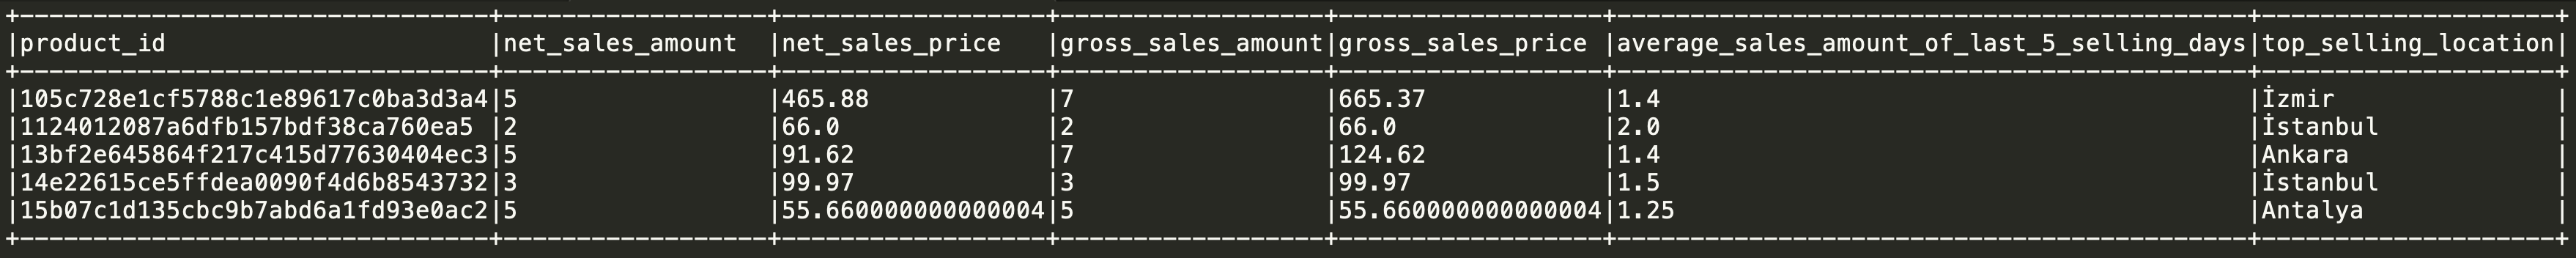 +--------------------------------+------------------+------------------+------------------+------------------+-------------------------------------------+--------------------+
|product_id                      |net_sales_amount  |net_sales_price   |gross_sales_amount|gross_sales_price |average_sales_amount_of_last_5_selling_days|top_selling_location|
+--------------------------------+------------------+------------------+------------------+------------------+-------------------------------------------+--------------------+
|105c728e1cf5788c1e89617c0ba3d3a4|5                 |465.88            |7                 |665.37            |1.4                                        |İzmir               |
|1124012087a6dfb157bdf38ca760ea5 |2                 |66.0              |2                 |66.0              |2.0                                        |İstanbul            |
|13bf2e645864f217c415d77630404ec3|5                 |91.62             |7                 |124.62            |1.4                                        |Ankara              |
|14e22615ce5ffdea0090f4d6b8543732|3                 |99.97             |3                 |99.97             |1.5                                        |İstanbul            |
|15b07c1d135cbc9b7abd6a1fd93e0ac2|5                 |55.660000000000004|5                 |55.660000000000004|1.25                                       |Antalya             |
+--------------------------------+------------------+------------------+------------------+------------------+-------------------------------------------+--------------------+